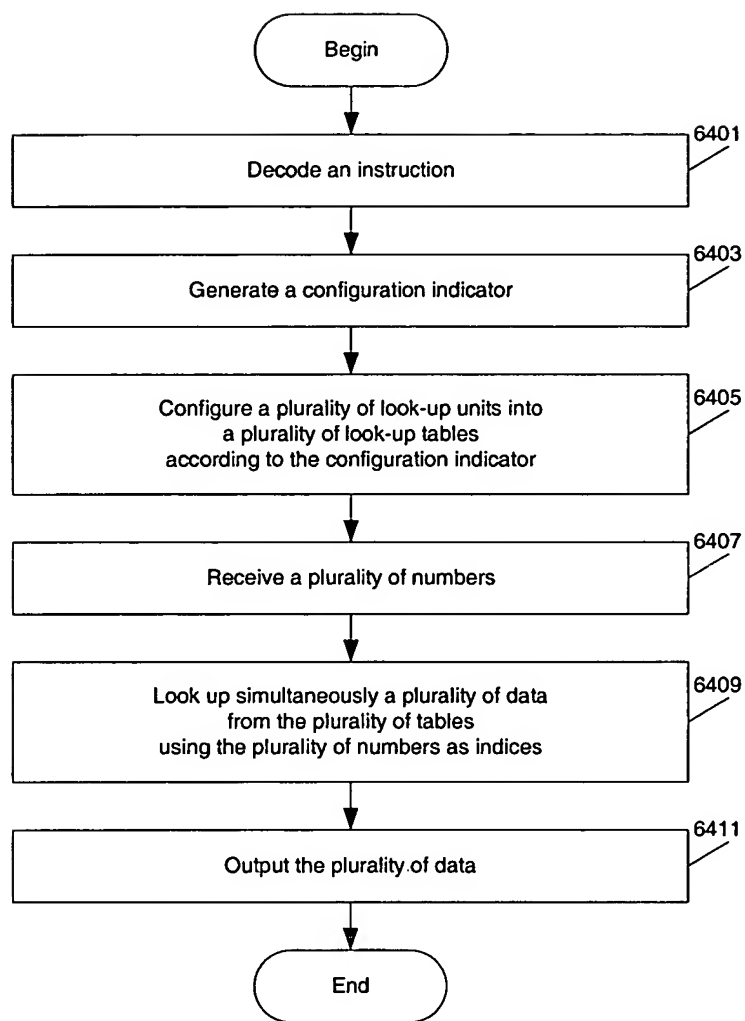 Begin
6401
Decode an instruction
6403
Generate a configuration indicator
6405
Configure a plurality of look-up units into
a plurality of look-up tables
according to the configuration indicator
6407
Receive a plurality of numbers
6409
Look up simultaneously a plurality of data
from the plurality of tables
using the plurality of numbers as indices
6411
Output the plurality of data
End